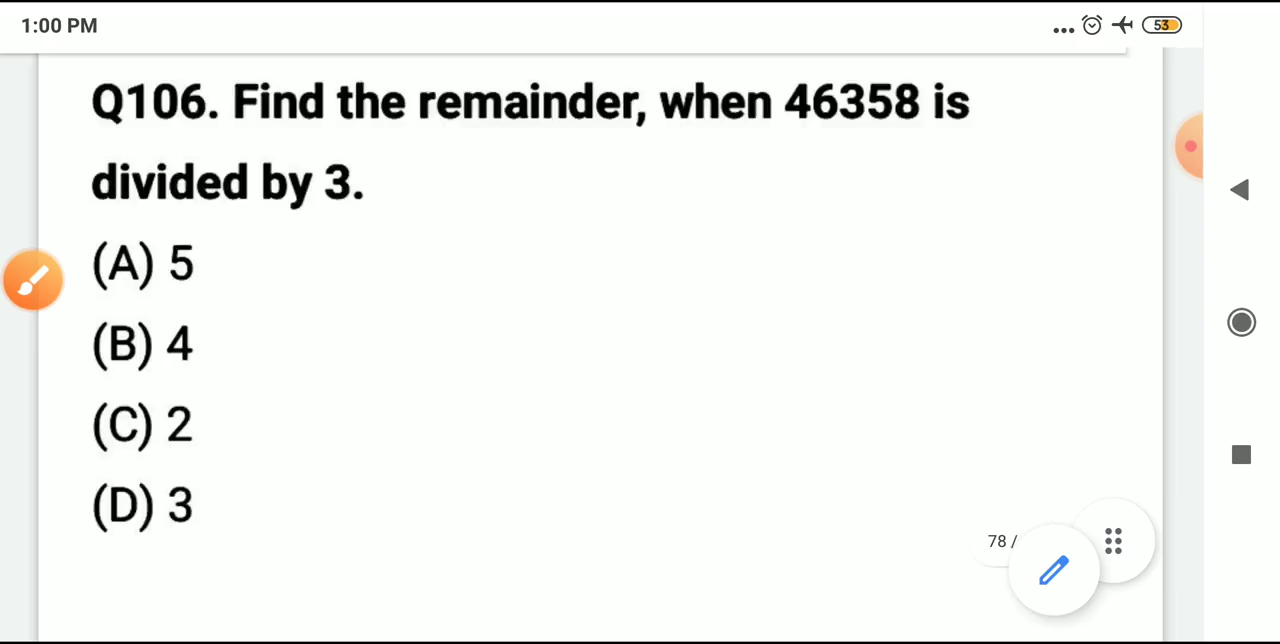 1:00 PM
... 53
Q106. Find the remainder, when 46358 is
divided by 3.
(A) 5
(B) 4
(C) 2
(D) 3
78 /